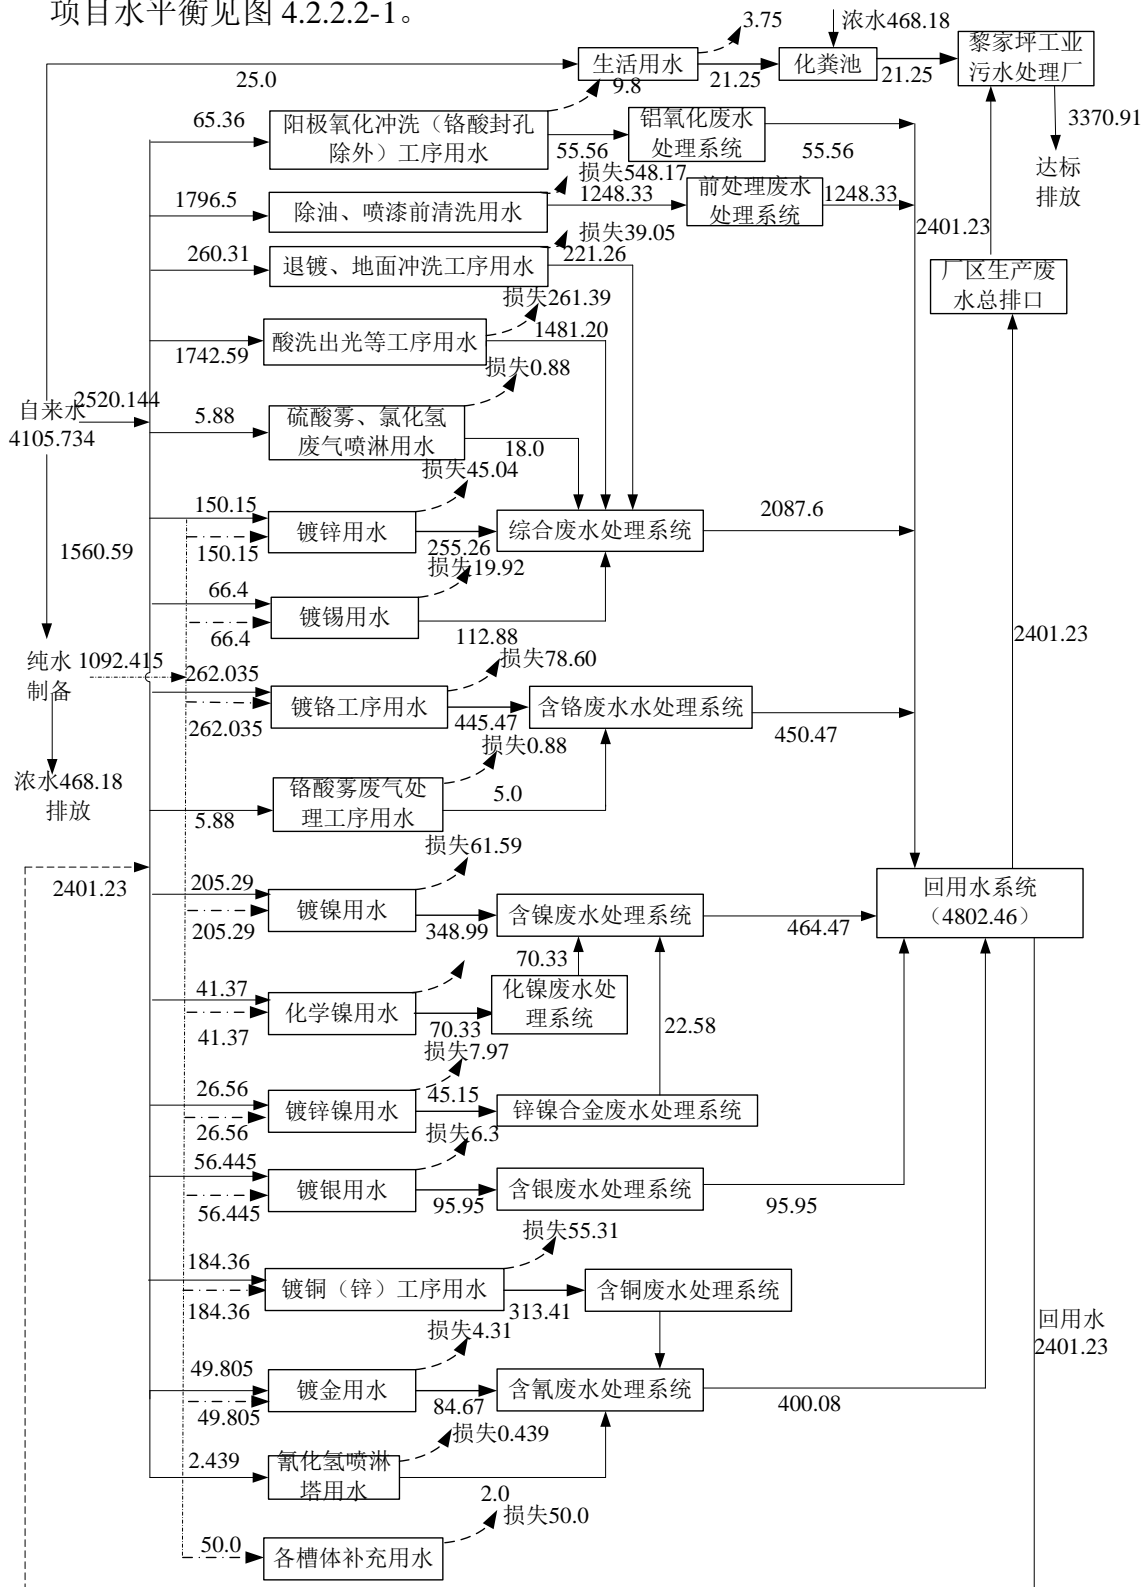 项目水平衡见图 4.2.2.2-1。
3.75
浓水468.18
生活用水
化粪池
黎家坪工业
污水处理厂
25.0
9.8
21.25
21.25
3370.91
达标
排放
65.36
阳极氧化冲洗（铬酸封孔
除外）工序用水
55.56
铝氧化废水
处理系统
55.56
损失548.17
1796.5
除油、喷漆前清洗用水
1248.33
前处理废水
处理系统
1248.33
2401.23
损失39.05
260.31
退镀、地面冲洗工序用水
221.26
厂区生产废
水总排口
损失261.39
1742.59
酸洗出光等工序用水
1481.20
损失0.88
自来水
4105.734
2520.144
5.88
硫酸雾、氯化氢
废气喷淋用水
18.0
损失45.04
150.15
镀锌用水
150.15
255.26
综合废水处理系统
2087.6
1560.59
损失19.92
66.4
镀锡用水
66.4
112.88
2401.23
纯水
制备
1092.415
损失78.60
262.035
镀铬工序用水
262.035
445.47
含铬废水水处理系统
450.47
损失0.88
浓水468.18
排放
5.88
铬酸雾废气处
理工序用水
5.0
损失61.59
2401.23
205.29
镀镍用水
205.29
348.99
含镍废水处理系统
464.47
回用水系统
（4802.46）
70.33
41.37
化学镍用水
41.37
70.33
化镍废水处
理系统
22.58
损失7.97
26.56
镀锌镍用水
26.56
45.15
锌镍合金废水处理系统
损失6.3
56.445
镀银用水
56.445
95.95
含银废水处理系统
95.95
损失55.31
184.36
镀铜（锌）工序用水
184.36
313.41
含铜废水处理系统
损失4.31
回用水
2401.23
49.805
镀金用水
49.805
84.67
含氰废水处理系统
400.08
损失0.439
2.439
氰化氢喷淋
塔用水
2.0
损失50.0
50.0
各槽体补充用水